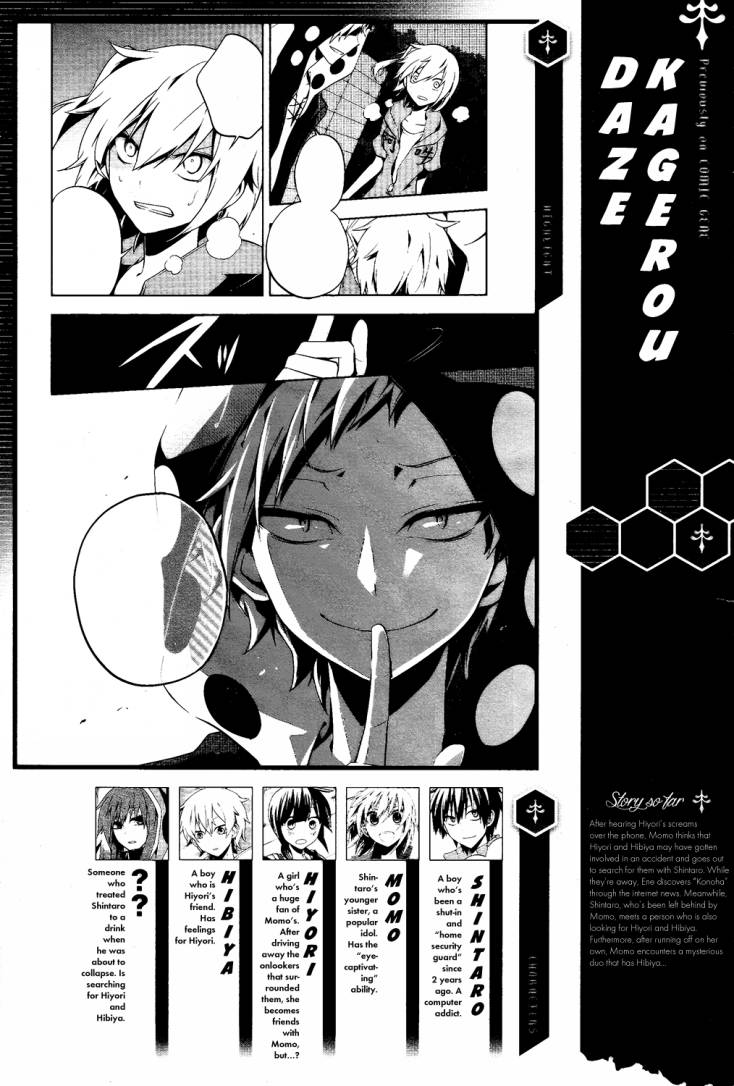 Previously on COMIC GENE
KAGEROU
DAZE
HIGHLIGHT
Story so far
After hearing Hiyori's screams
over the phone, Momo thinks that
Hiyori and Hibiya may have gotten
involved in an accident and goes out
to search for them with Shintaro. While
they're away, Ene discovers "Konoha"
through the internet news. Meanwhile,
Shintaro, who's been left behind by
Momo, meets a person who is also
looking for Hiyori and Hibiya.
Futhermore, after running off on her
own, Momo encounters a mysterious
duo that has Hibiya...
CHARACTERS
SHINTARO
A boy
who's
been a
shut-in
and
"home
security
guard"
since
2 years
ago. A
computer
addict.
MOMO
Shin-
taro's
younger
sister, a
popular
idol.
Has the
"eye-
captivat-
ing"
ability.
HIYORI
A girl
who's
a huge
fan of
Momo's.
After
driving
away the
onlookers
that sur-
rounded
them, she
becomes
friends
with
Momo,
but...?
HIBIYA
A boy
who is
Hiyori's
friend.
Has
feelings
for Hiyori.
??
Someone
who
treated
Shintaro
to a
drink
when
he was
about to
collapse. Is
searching
for Hiyori
and
Hibiya.